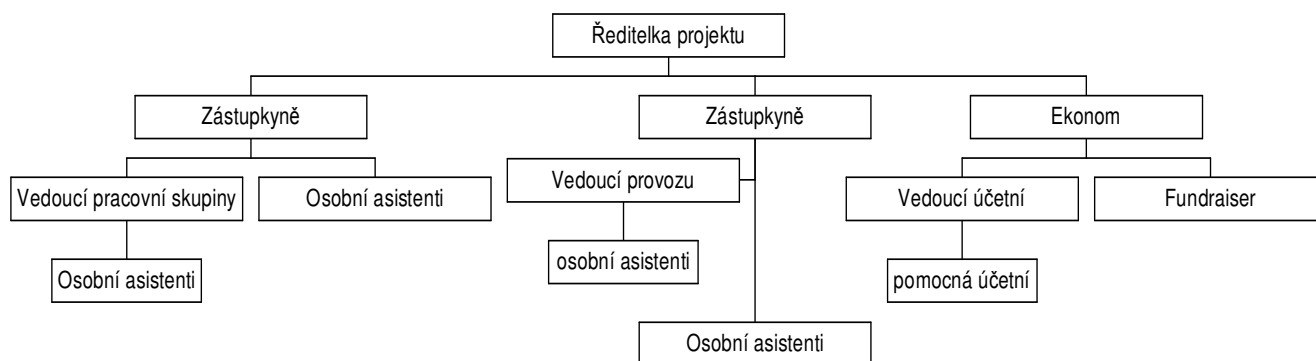 Ředitelka projektu
Zástupkyně
Zástupkyně
Ekonom
Vedoucí pracovní skupiny
Osobní asistenti
Vedoucí provozu
Vedoucí účetní
Fundraiser
Osobní asistenti
osobní asistenti
pomocná účetní
Osobní asistenti